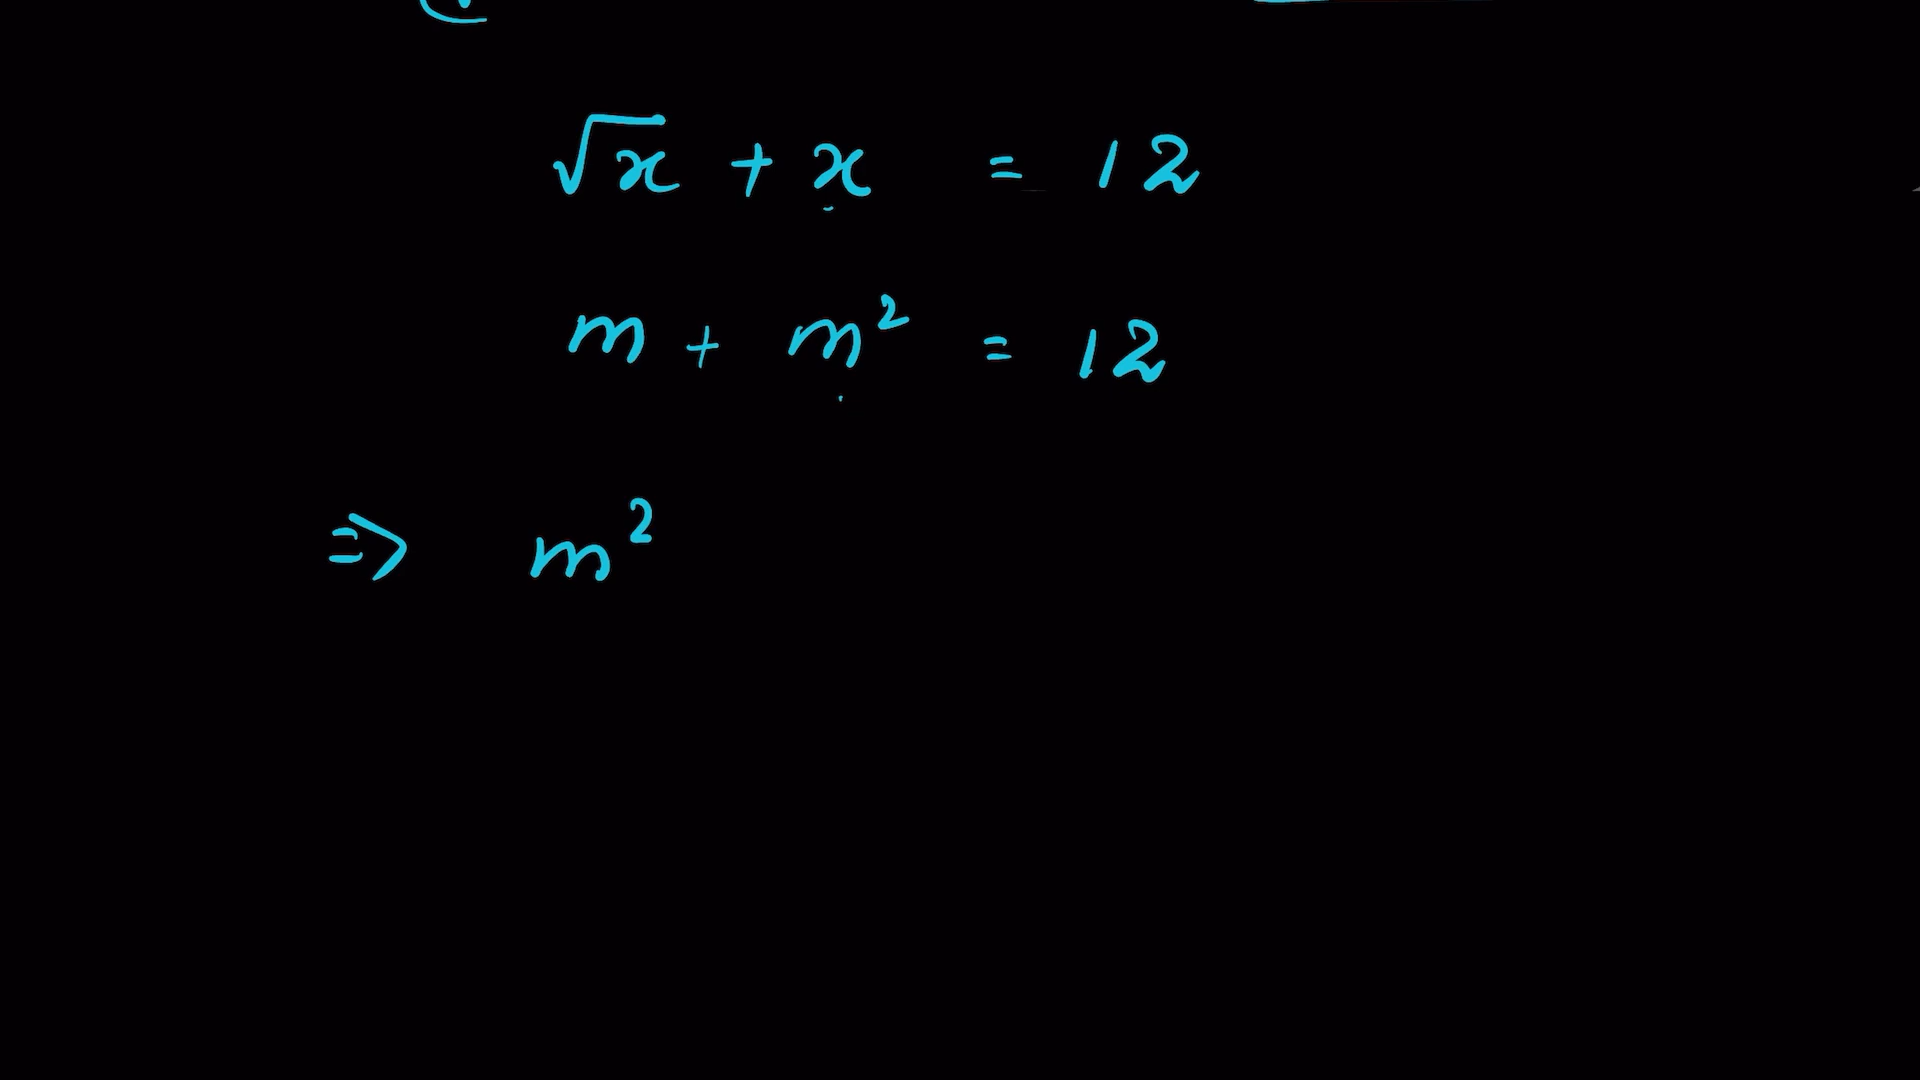 √x + x = 12
m + m² = 12
⇒ m²